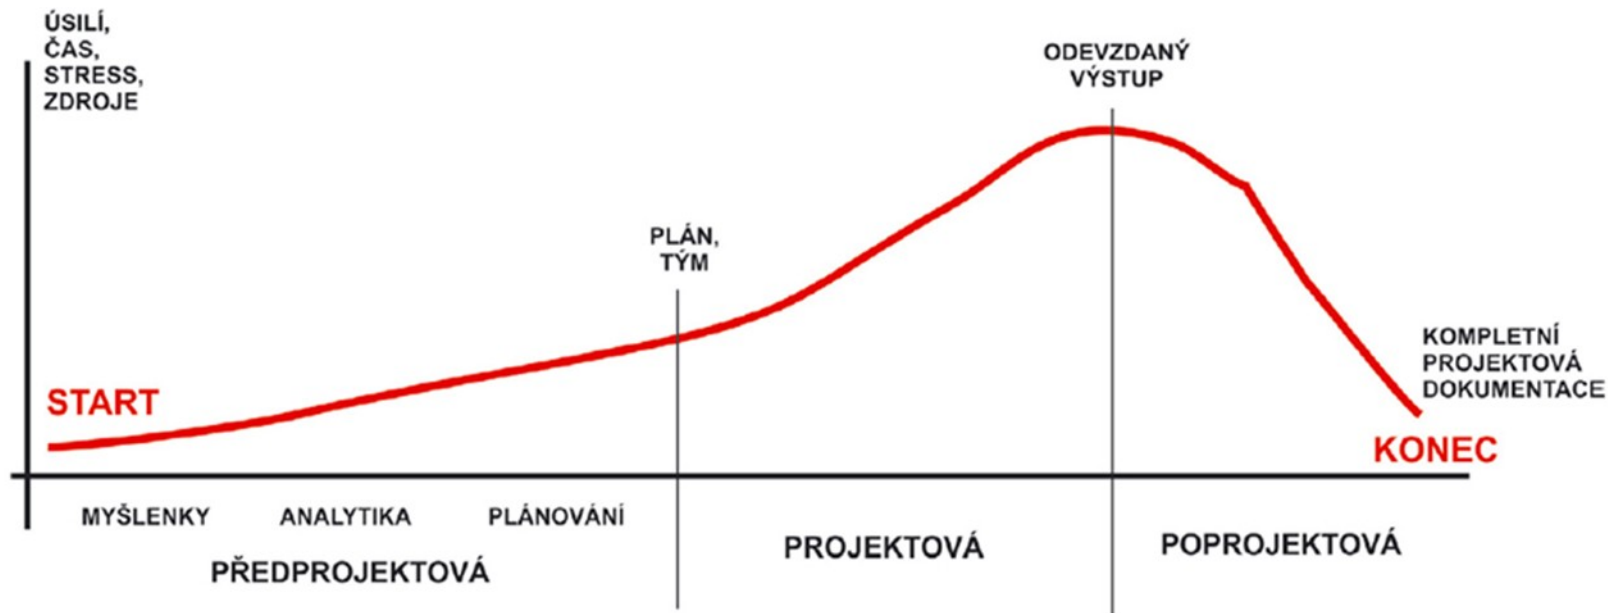 ÚSILÍ,
ČAS,
STRESS,
ZDROJE
ODEVZDANÝ
VÝSTUP
PLÁN,
TÝM
START
KOMPLETNÍ
PROJEKTOVÁ
DOKUMENTACE
KONEC
MYŠLENKY
ANALYTIKA
PLÁNOVÁNÍ
PŘEDPROJEKTOVÁ
PROJEKTOVÁ
POPROJEKTOVÁ